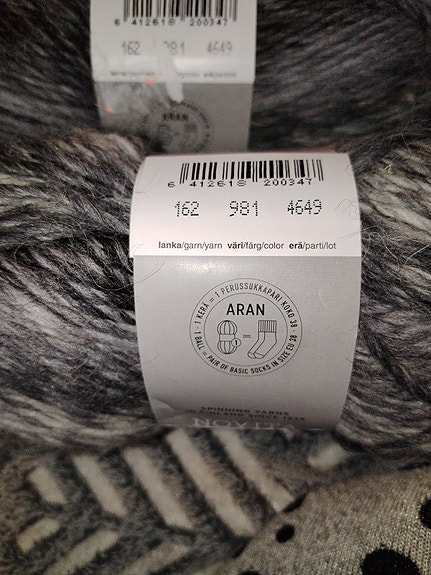 6 412618 200347
162 981 4649
ARAN
6 412618 200347
162 981 4649
lanka/garn/yarn väri/färg/color erä/parti/lot
1 KERÄ = 1 PERUSSUKKAPARI KOKO 38 ·
1 BALL = PAIR OF BASIC SOCKS IN SIZE EU 38 ·
ARAN
SPINNING YARNS